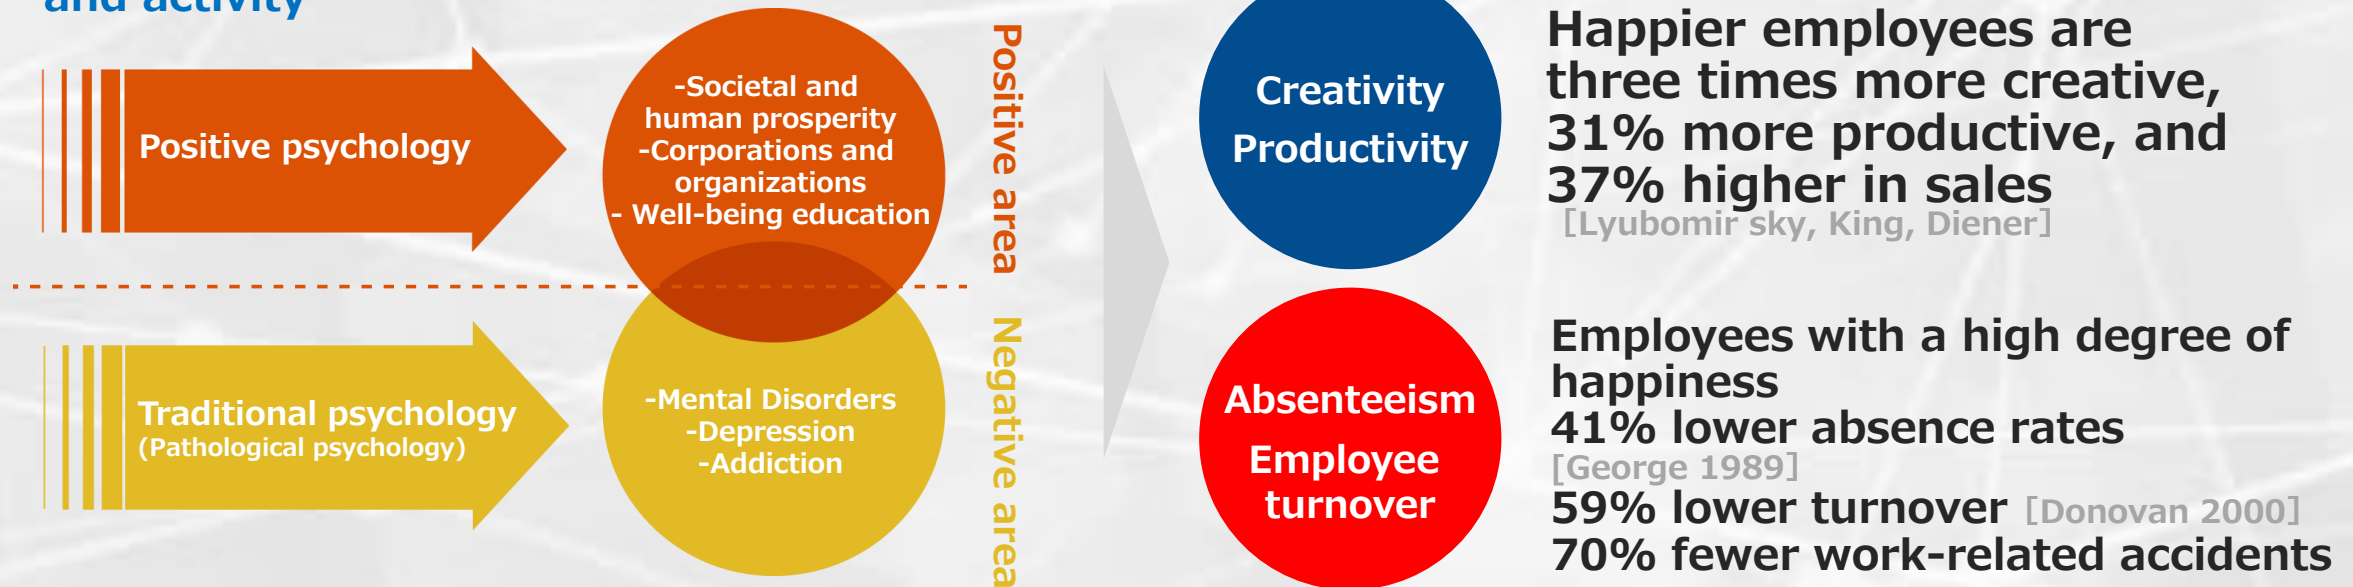 and activity
Positive psychology
-Societal and
human prosperity
-Corporations and
organizations
- Well-being education
Positive area
Traditional psychology
(Pathological psychology)
-Mental Disorders
-Depression
-Addiction
Negative area
Creativity
Productivity
Happier employees are
three times more creative,
31% more productive, and
37% higher in sales
[Lyubomir sky, King, Diener]
Absenteeism
Employee
turnover
Employees with a high degree of
happiness
41% lower absence rates
[George 1989]
59% lower turnover [Donovan 2000]
70% fewer work-related accidents